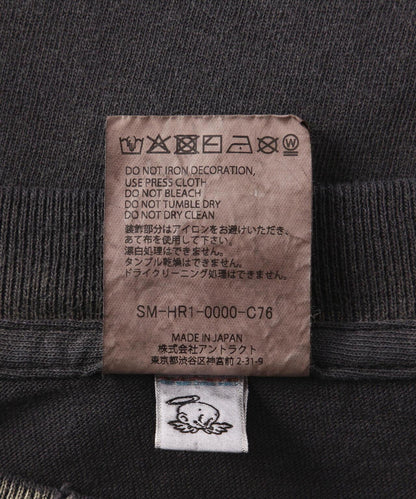 DO NOT IRON DECORATION,
USE PRESS CLOTH
DO NOT BLEACH
DO NOT TUMBLE DRY
DO NOT DRY CLEAN
装飾部分はアイロンをお避けいただき、
あて布を使用して下さい。
漂白処理はできません。
タンブル乾燥はできません。
ドライクリーニング処理はできません。
SM-HR1-0000-C76
MADE IN JAPAN
株式会社アントラクト
東京都渋谷区神宮前2-31-9